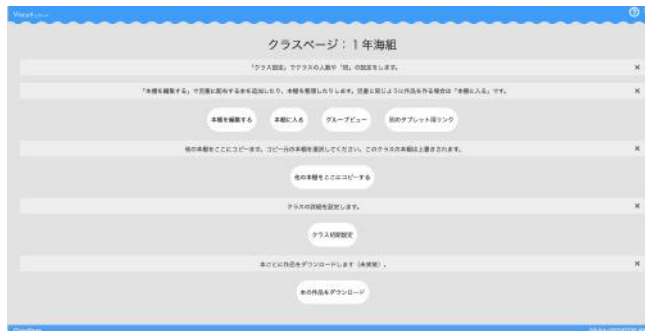 クラスページ：１年海組
「クラス設定」でクラスの人数や「班」の設定をします。 ×
「本棚を編集する」で児童に配布する本を追加したり、本棚を整理したりします。児童と同じように作品を作る場合は「本棚に入る」です。 ×
本棚を編集する 本棚に入る グループビュー 別のタブレット用リンク
他の本棚をここにコピーます。コピー元の本棚を選択してください。このクラスの本棚は上書きされます。 ×
他の本棚をここにコピーする
クラスの詳細を設定します。 ×
クラス初期設定
本ごとに作品をダウンロードします（未実装）。 ×
本の作品をダウンロード